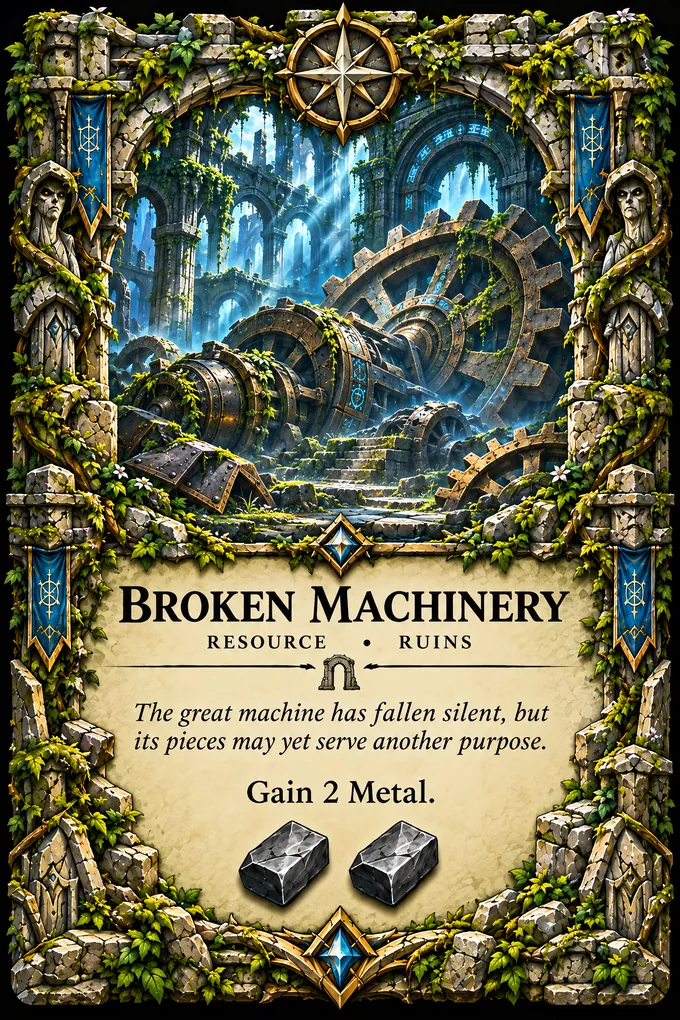 BROKEN MACHINERY
RESOURCE • RUINS
The great machine has fallen silent, but
its pieces may yet serve another purpose.
Gain 2 Metal.